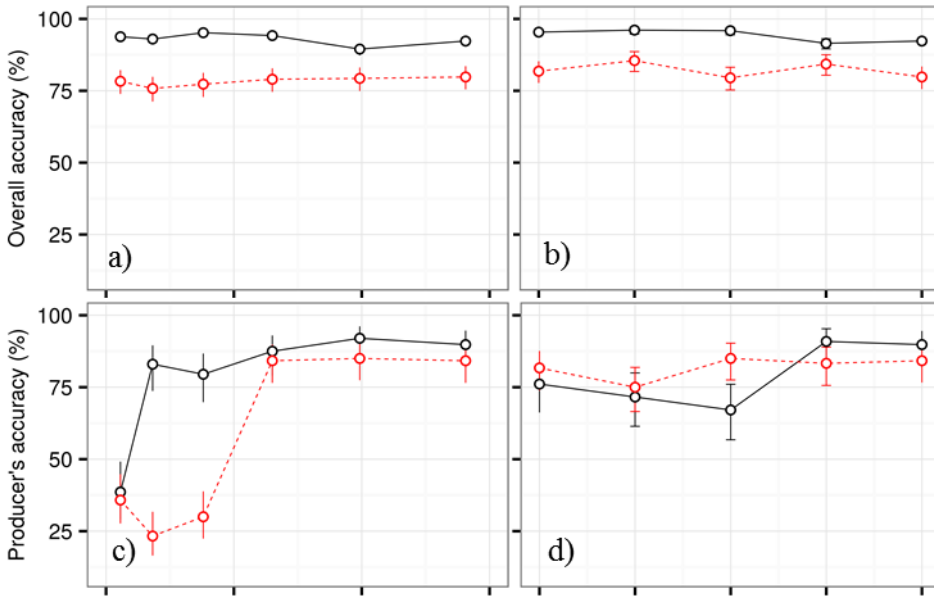 Overall accuracy (%)
100
75
50
25
a)
b)
Producer's accuracy (%)
100
75
50
25
c)
d)